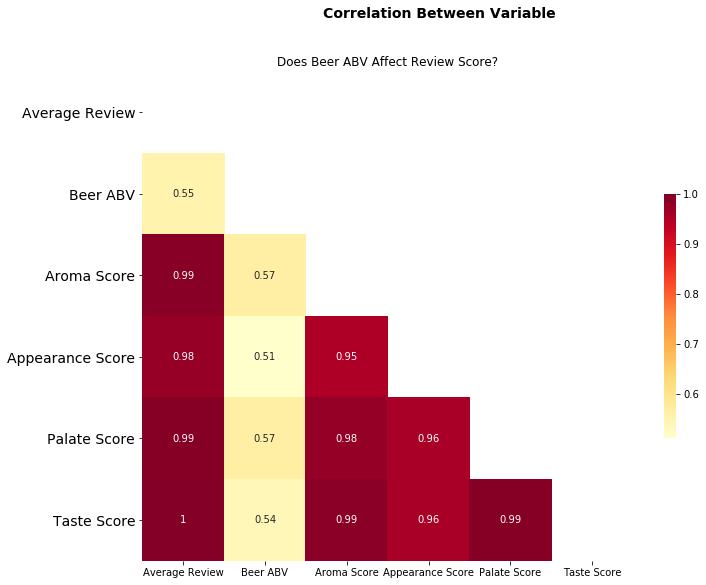 Correlation Between Variable
Does Beer ABV Affect Review Score?
Average Review
Beer ABV
0.55
Aroma Score
0.99 0.57
Appearance Score
0.98 0.51 0.95
Palate Score
0.99 0.57 0.98 0.96
Taste Score
1 0.54 0.99 0.96 0.99
Average Review Beer ABV Aroma Score Appearance Score Palate Score Taste Score
1.0
0.9
0.8
0.7
0.6